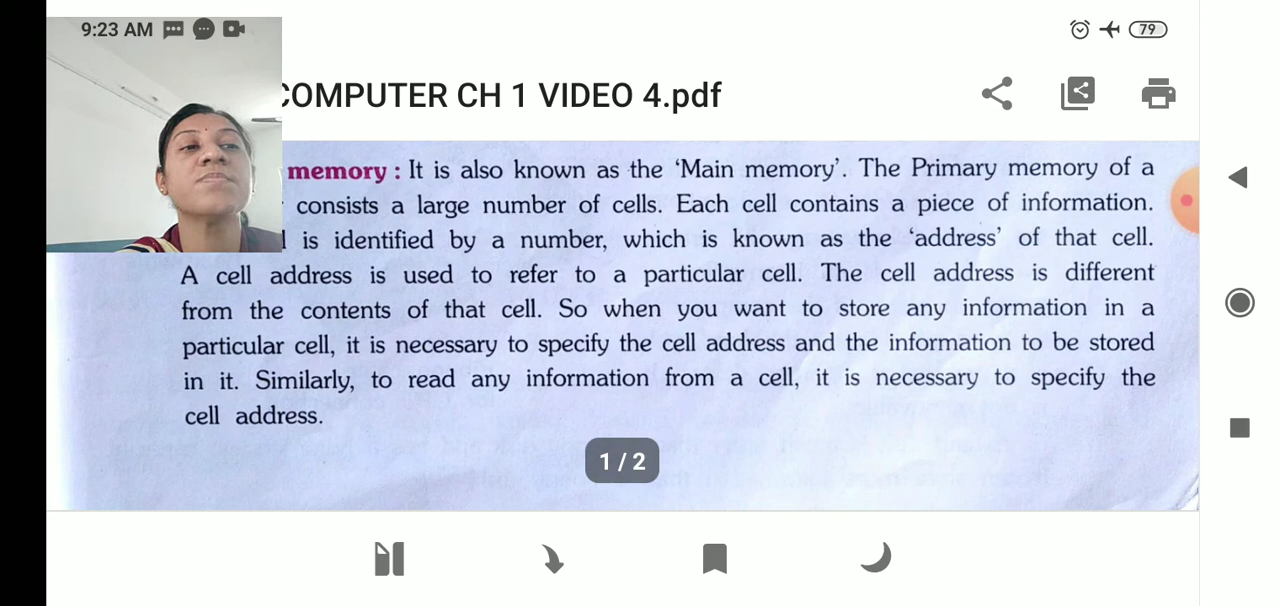 9:23 AM
79
COMPUTER CH 1 VIDEO 4.pdf
memory : It is also known as the ‘Main memory’. The Primary memory of a
consists a large number of cells. Each cell contains a piece of information.
is identified by a number, which is known as the ‘address’ of that cell.
A cell address is used to refer to a particular cell. The cell address is different
from the contents of that cell. So when you want to store any information in a
particular cell, it is necessary to specify the cell address and the information to be stored
in it. Similarly, to read any information from a cell, it is necessary to specify the
cell address.
1 / 2